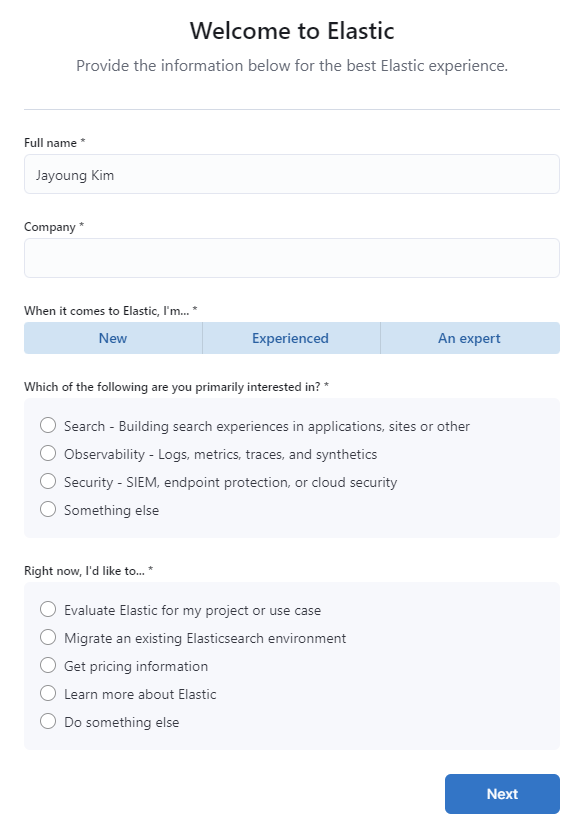 Welcome to Elastic
Provide the information below for the best Elastic experience.
Full name *
Jayoung Kim
Company *
When it comes to Elastic, I'm... *
New Experienced An expert
Which of the following are you primarily interested in? *
Search - Building search experiences in applications, sites or other
Observability - Logs, metrics, traces, and synthetics
Security - SIEM, endpoint protection, or cloud security
Something else
Right now, I'd like to... *
Evaluate Elastic for my project or use case
Migrate an existing Elasticsearch environment
Get pricing information
Learn more about Elastic
Do something else
Next